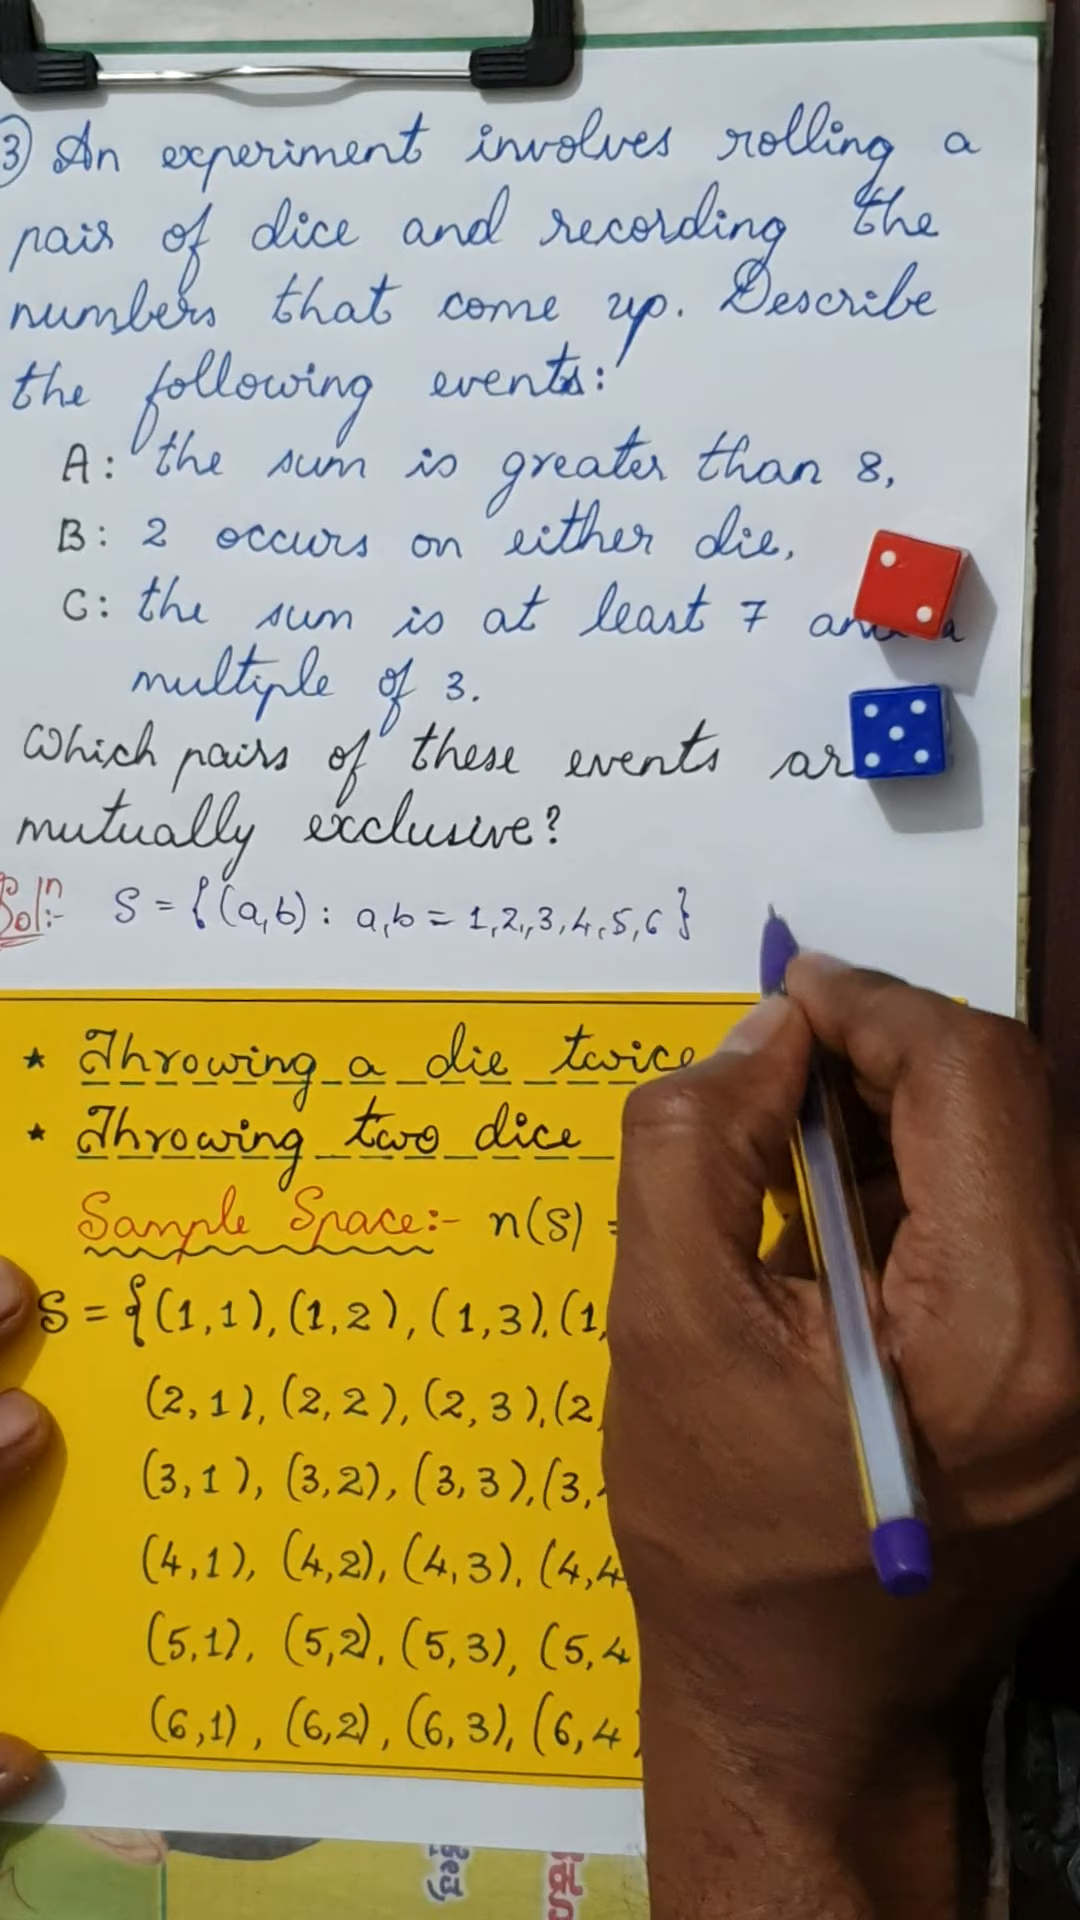 3) An experiment involves rolling a
pair of dice and recording the
numbers that come up. Describe
the following events:
A: the sum is greater than 8,
B: 2 occurs on either die,
C: the sum is at least 7 and a
multiple of 3.
Which pairs of these events ar
mutually exclusive?
Solⁿ:- S = {(a,b) : a,b = 1,2,3,4,5,6}
* Throwing a die twice
* Throwing two dice
Sample Space:- n(S) =
S = {(1,1), (1,2), (1,3), (1,
(2,1), (2,2), (2,3), (2,
(3,1), (3,2), (3,3), (3,
(4,1), (4,2), (4,3), (4,4
(5,1), (5,2), (5,3), (5,4
(6,1), (6,2), (6,3), (6,4)